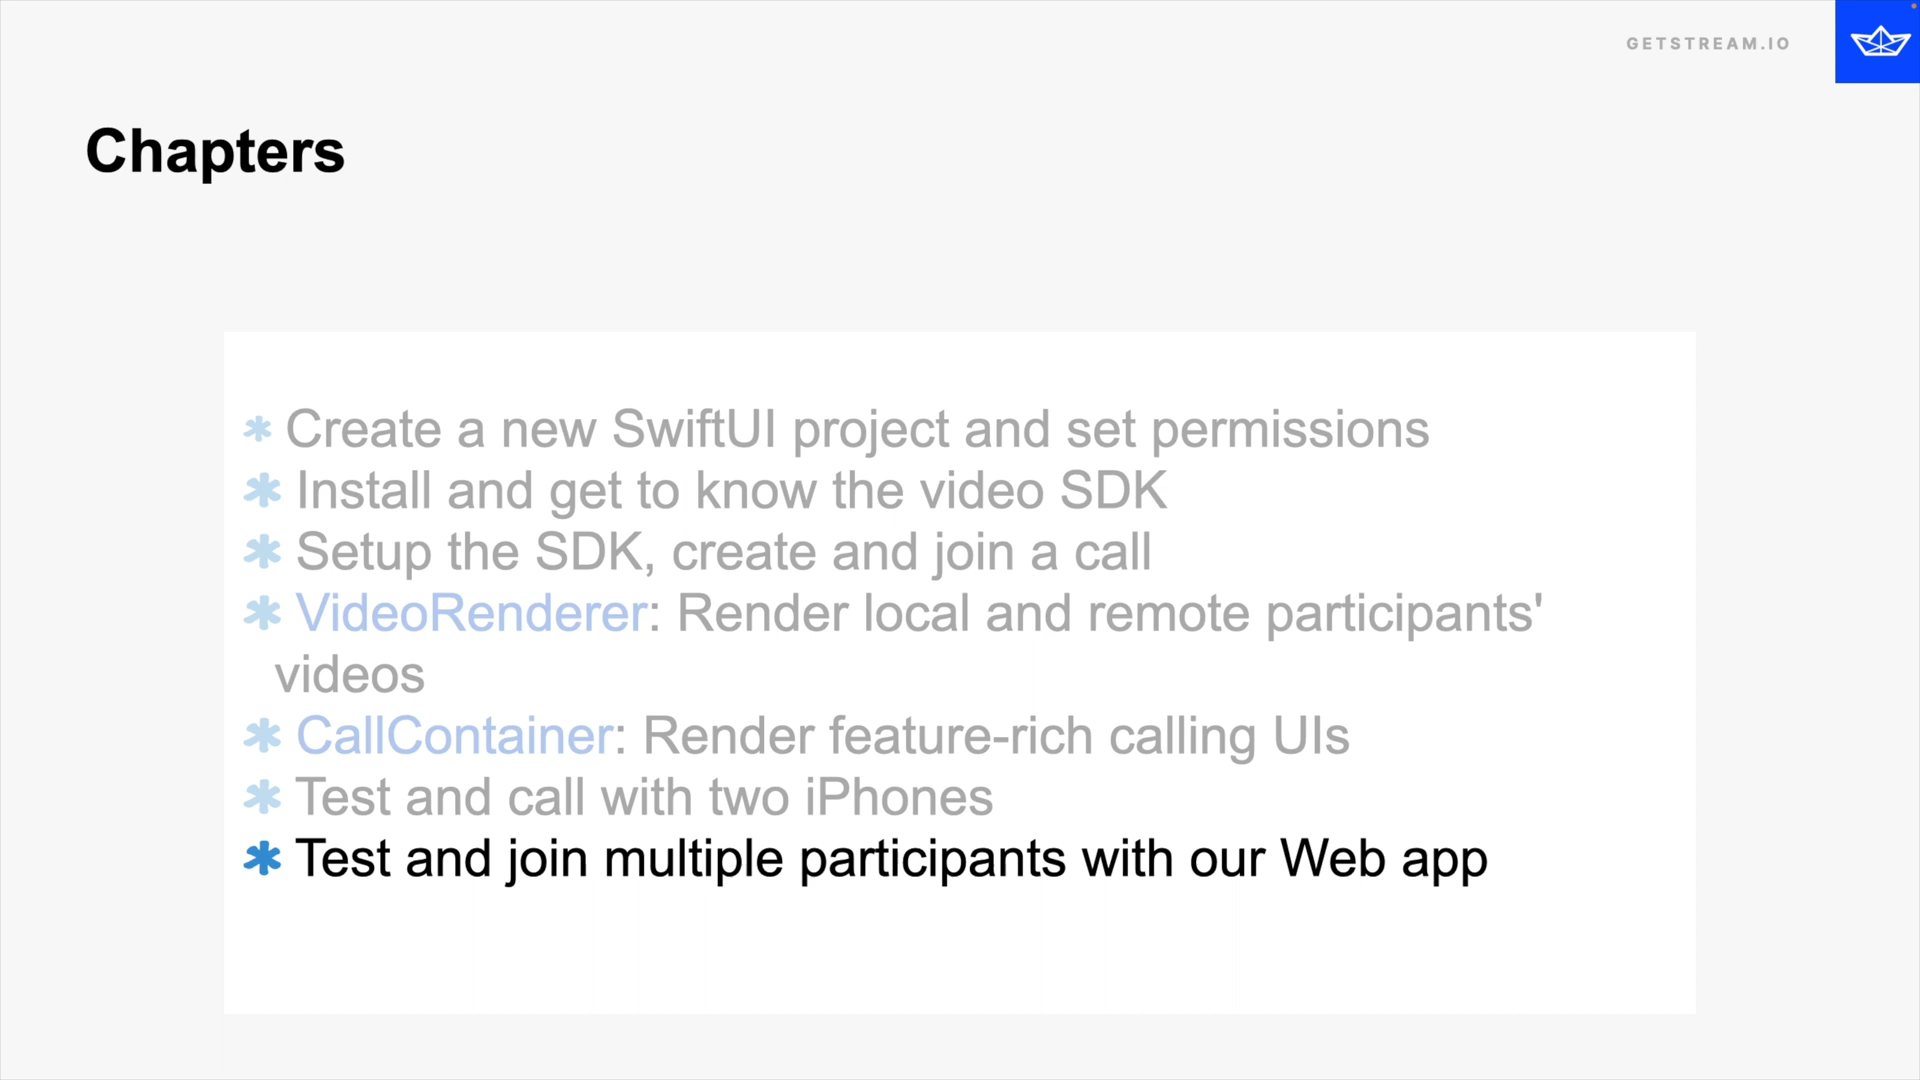 GETSTREAM.IO
Chapters
* Create a new SwiftUI project and set permissions
* Install and get to know the video SDK
* Setup the SDK, create and join a call
* VideoRenderer: Render local and remote participants'
videos
* CallContainer: Render feature-rich calling UIs
* Test and call with two iPhones
* Test and join multiple participants with our Web app